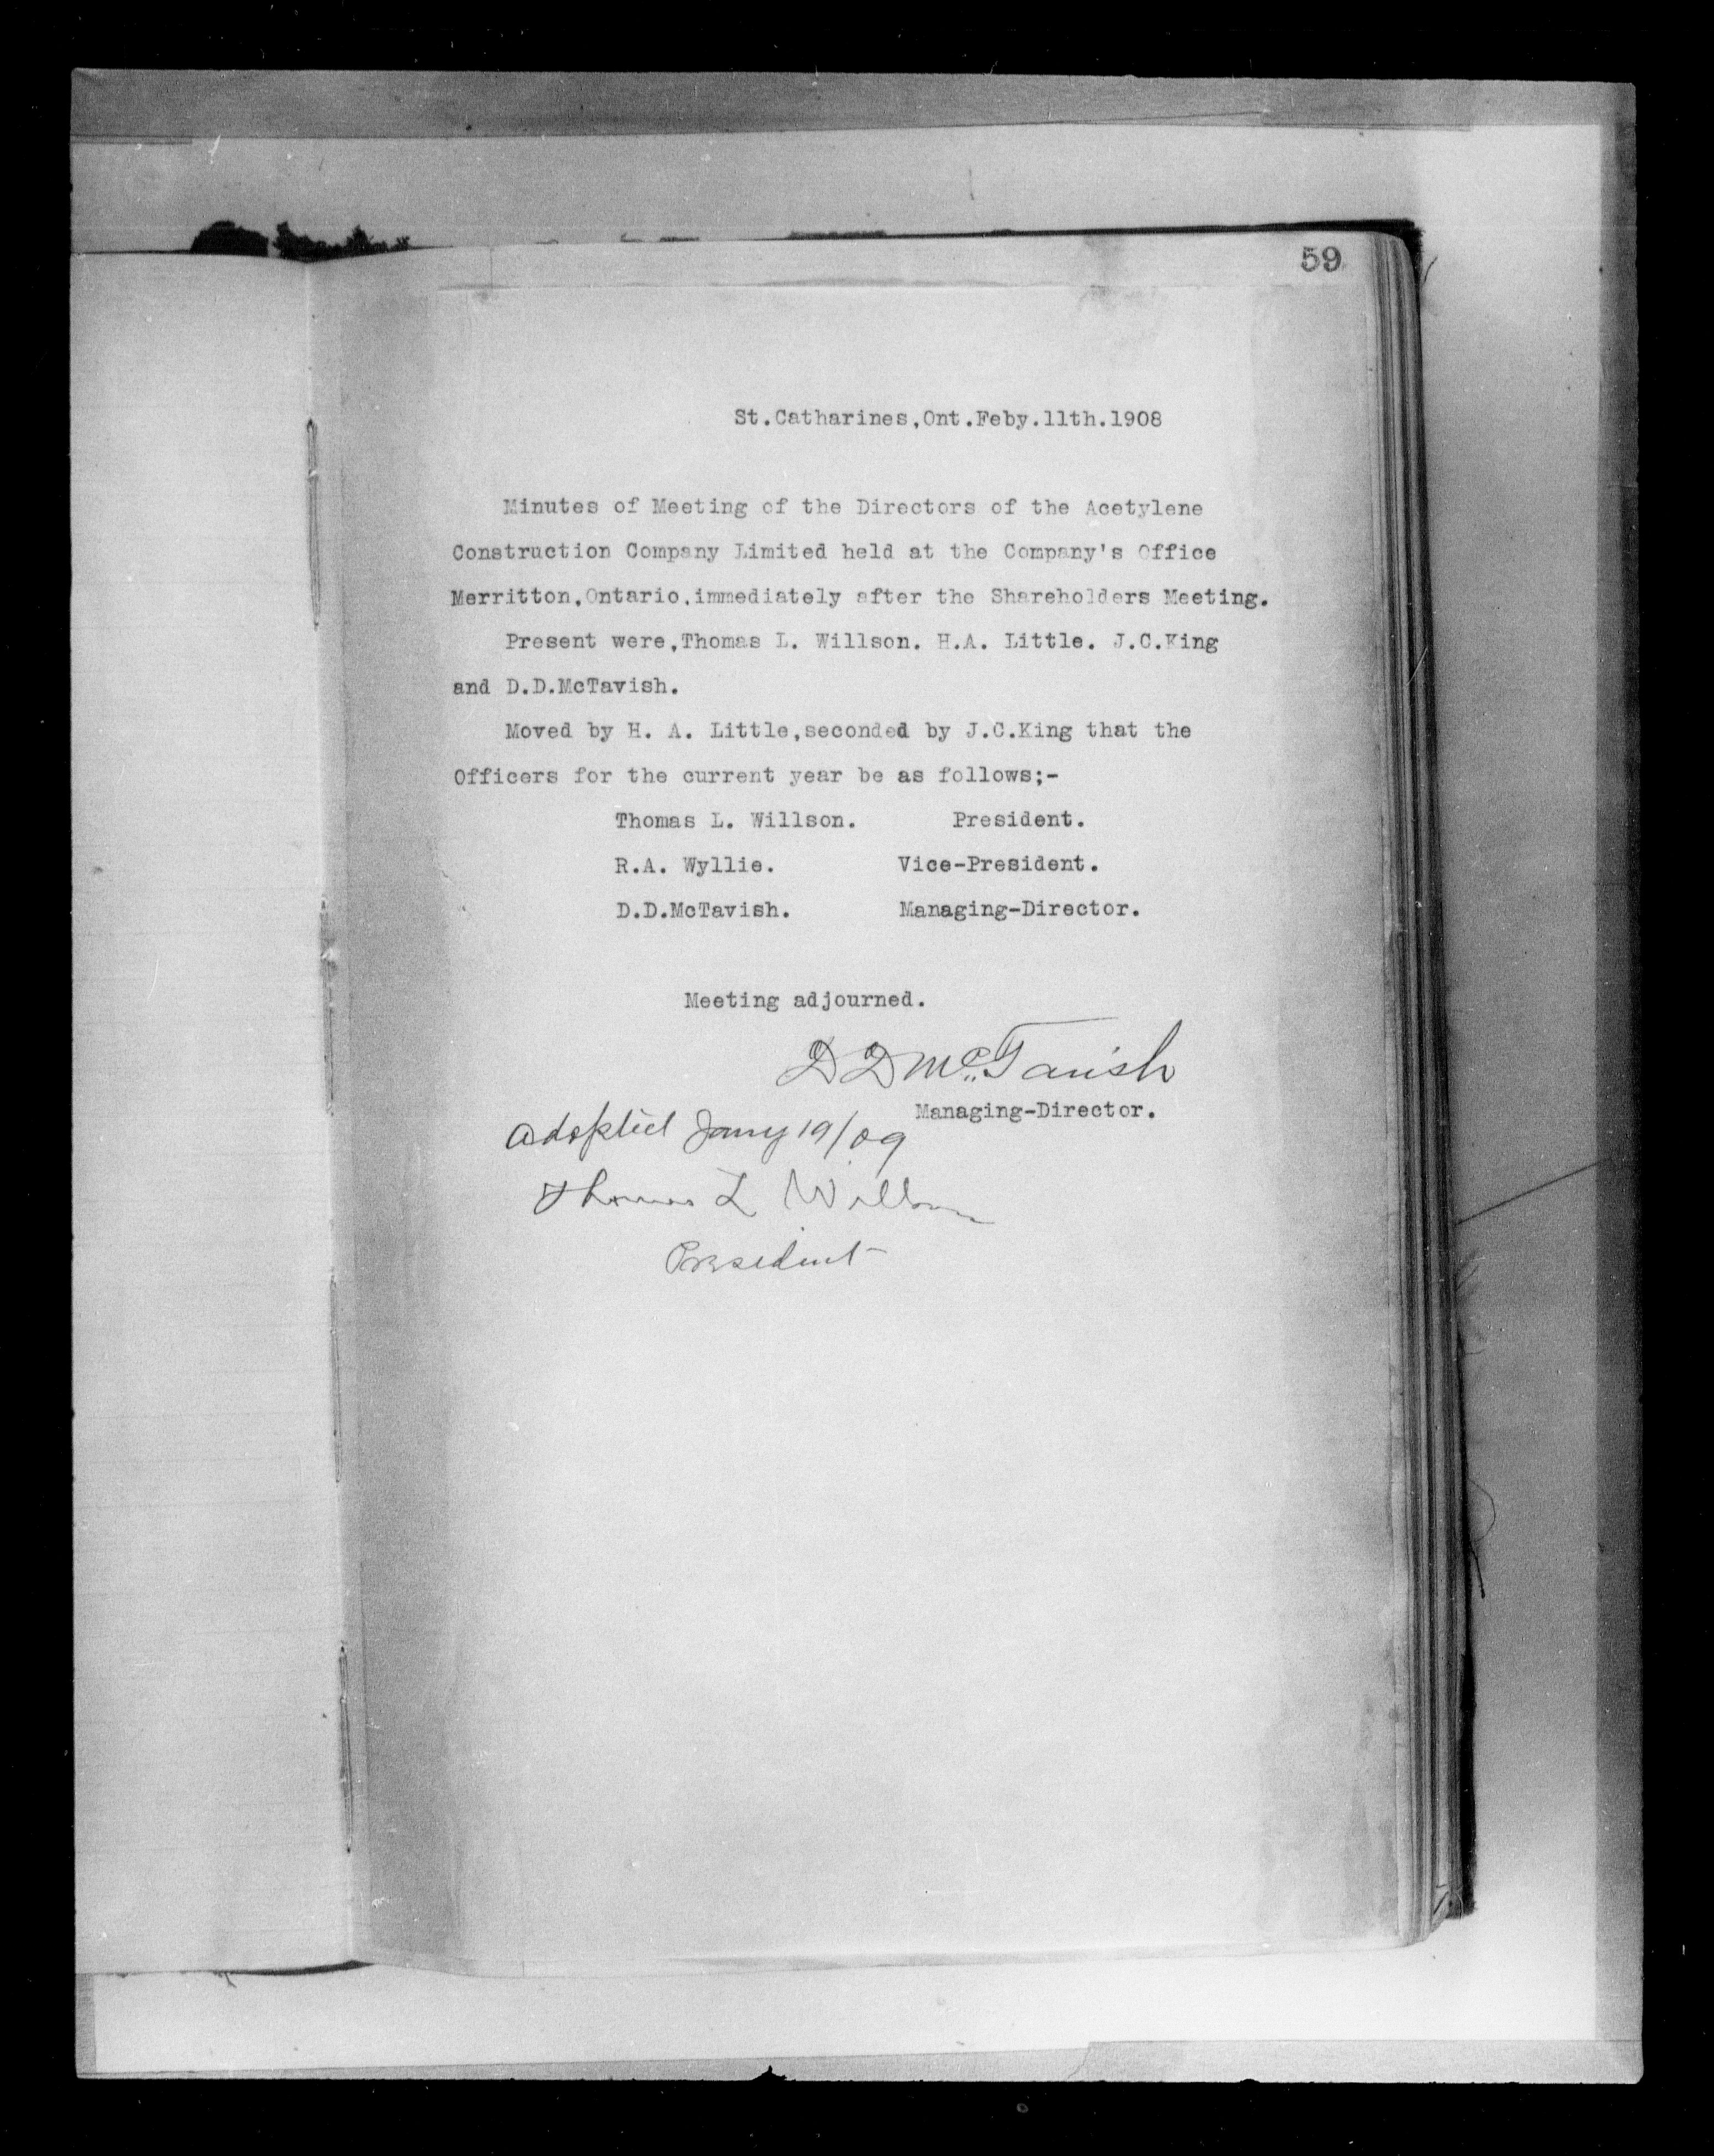 59
St.Catharines,Ont.Feby.11th.1908
Minutes of Meeting of the Directors of the Acetylene
Construction Company Limited held at the Company's Office
Merritton,Ontario,immediately after the Shareholders Meeting.
Present were,Thomas L. Willson. H.A. Little. J.C.King
and D.D.McTavish.
Moved by H. A. Little,seconded by J.C.King that the
Officers for the current year be as follows;-
Thomas L. Willson. President.
R.A. Wyllie. Vice-President.
D.D.McTavish. Managing-Director.
Meeting adjourned.
DD McTavish
Managing-Director.
Adopted Jany 19/09
Thomas L Willson
President